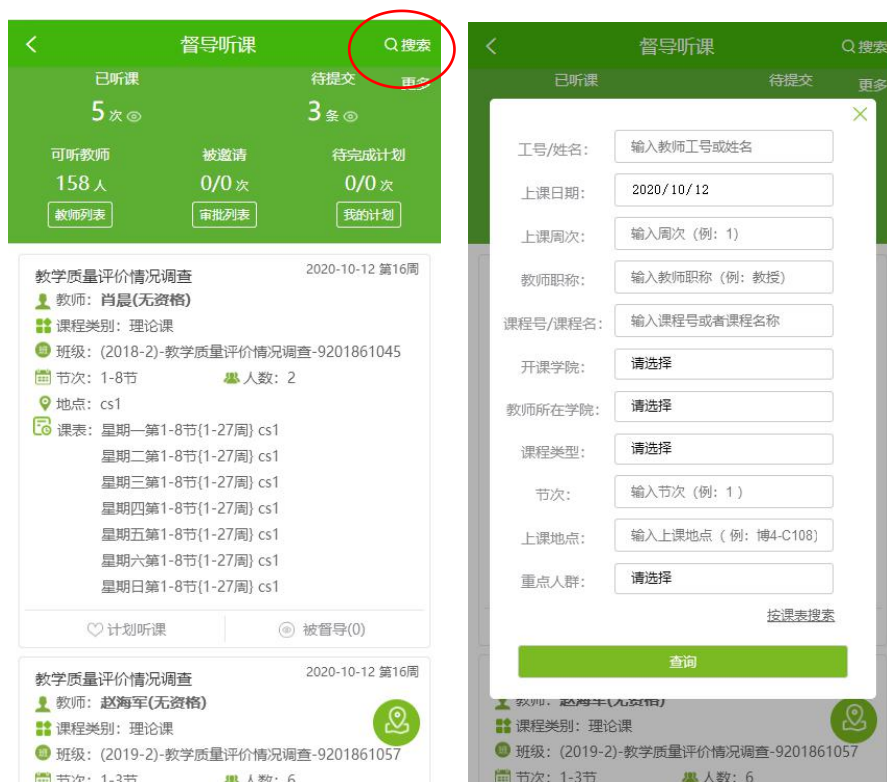 督导听课
搜索
已听课
待提交
更多
5 次
3 条
可听教师
被邀请
待完成计划
158 人
0/0 次
0/0 次
教师列表
审批列表
我的计划
教学质量评价情况调查
2020-10-12 第16周
教师：肖晨(无资格)
课程类别：理论课
班级：(2018-2)-教学质量评价情况调查-9201861045
节次：1-8节
人数：2
地点：cs1
课表：星期一第1-8节{1-27周} cs1
星期二第1-8节{1-27周} cs1
星期三第1-8节{1-27周} cs1
星期四第1-8节{1-27周} cs1
星期五第1-8节{1-27周} cs1
星期六第1-8节{1-27周} cs1
星期日第1-8节{1-27周} cs1
计划听课
被督导(0)
教学质量评价情况调查
2020-10-12 第16周
教师：赵海军(无资格)
课程类别：理论课
班级：(2019-2)-教学质量评价情况调查-9201861057
节次：1-3节
人数：6
督导听课
搜索
已听课
待提交
更多
工号/姓名：
输入教师工号或姓名
上课日期：
2020/10/12
上课周次：
输入周次（例：1）
教师职称：
输入教师职称（例：教授）
课程号/课程名：
输入课程号或者课程名称
开课学院：
请选择
教师所在学院：
请选择
课程类型：
请选择
节次：
输入节次（例：1 ）
上课地点：
输入上课地点（ 例：博4-C108）
重点人群：
请选择
按课表搜索
查询
教师：赵海军(无资格)
课程类别：理论课
班级：(2019-2)-教学质量评价情况调查-9201861057
节次：1-3节
人数：6